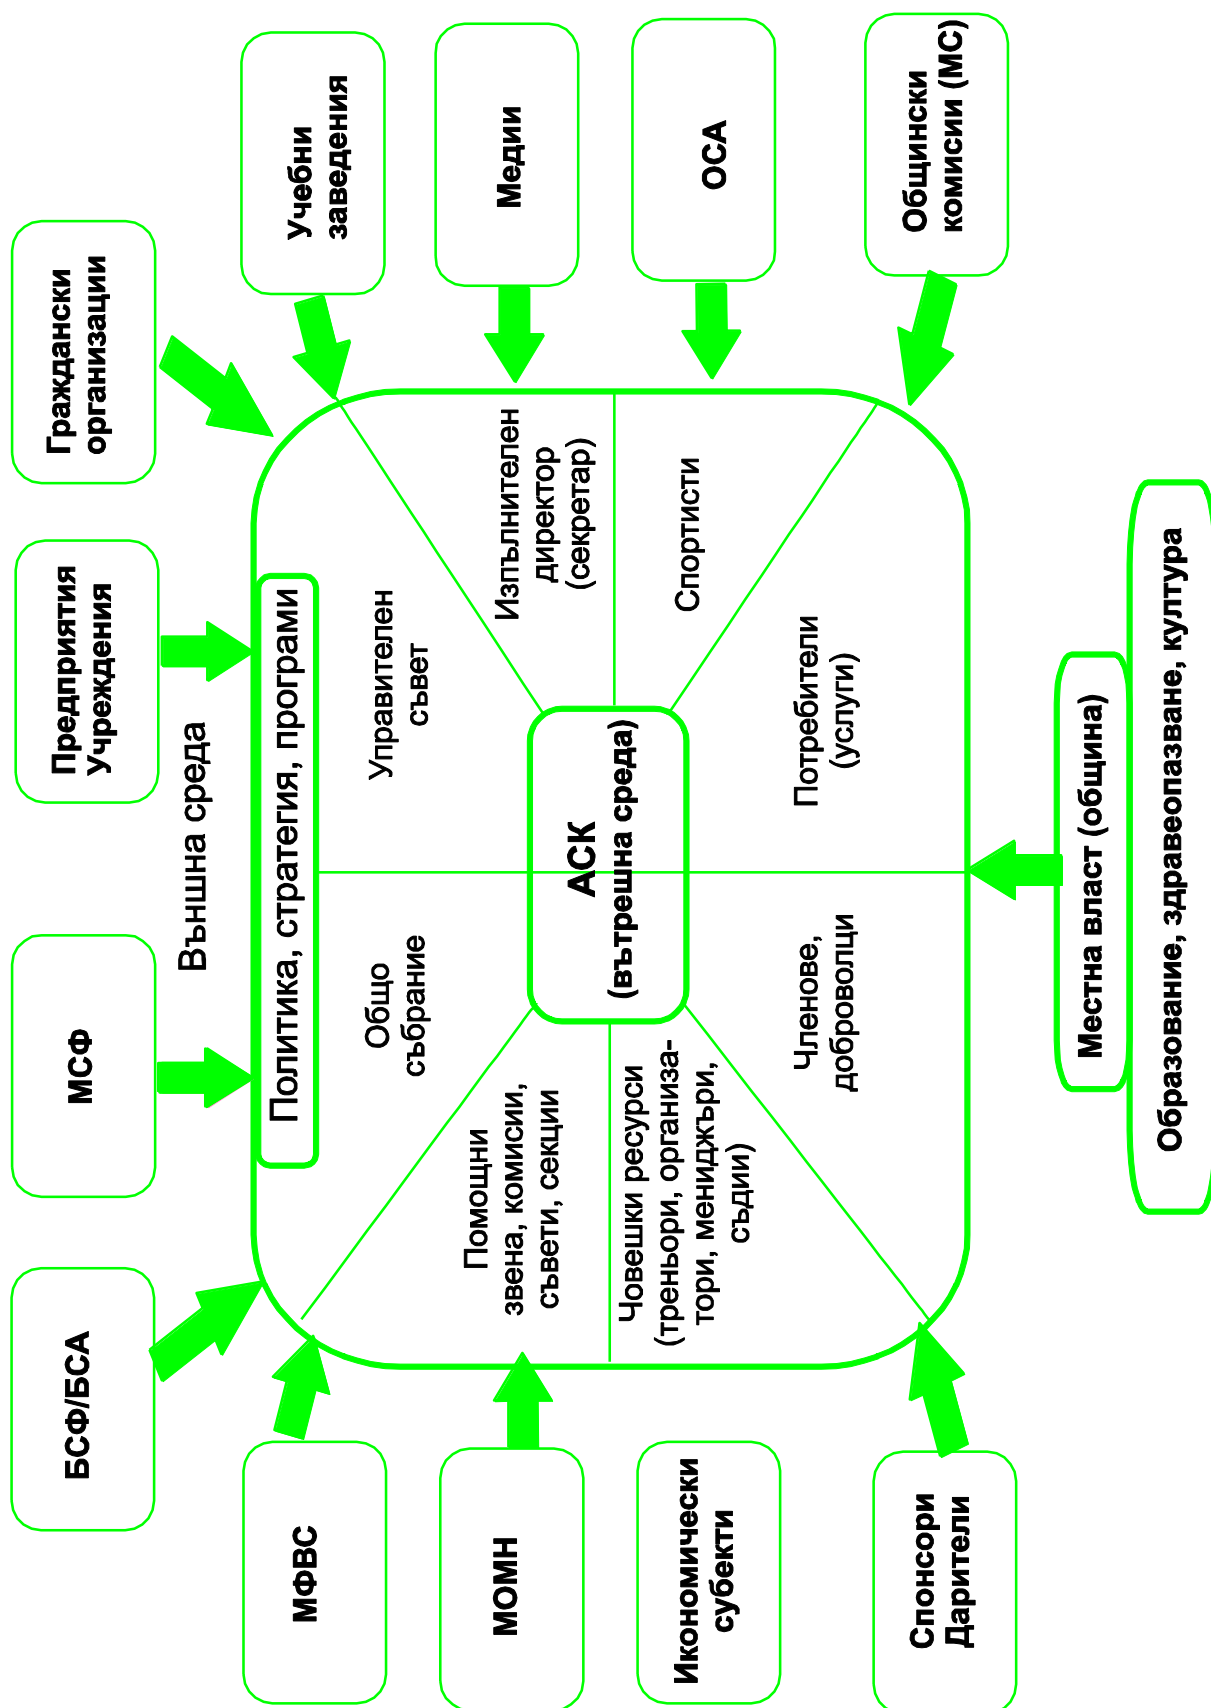 БСФ/БСА
МСФ
Предприятия
Учреждения
Граждански
организации
Външна среда
МФВС
МОМН
Икономически
субекти
Спонсори
Дарители
Политика, стратегия, програми
Общо
събрание
Управителен
съвет
Помощни
звена, комисии,
съвети, секции
Изпълнителен
директор
(секретар)
АСК
(вътрешна среда)
Човешки ресурси
(треньори, организа-
тори, мениджъри,
съдии)
Спортисти
Членове,
доброволци
Потребители
(услуги)
Учебни
заведения
Медии
ОСА
Общински
комисии (МС)
Местна власт (община)
Образование, здравеопазване, култура